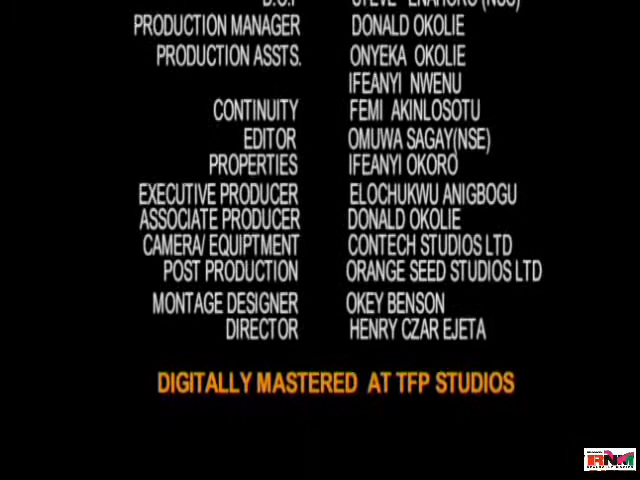 PRODUCTION MANAGER DONALD OKOLIE
PRODUCTION ASSTS. ONYEKA OKOLIE
IFEANYI NWENU
CONTINUITY FEMI AKINLOSOTU
EDITOR OMUWA SAGAY(NSE)
PROPERTIES IFEANYI OKORO
EXECUTIVE PRODUCER ELOCHUKWU ANIGBOGU
ASSOCIATE PRODUCER DONALD OKOLIE
CAMERA/ EQUIPTMENT CONTECH STUDIOS LTD
POST PRODUCTION ORANGE SEED STUDIOS LTD
MONTAGE DESIGNER OKEY BENSON
DIRECTOR HENRY CZAR EJETA
DIGITALLY MASTERED AT TFP STUDIOS
RNM